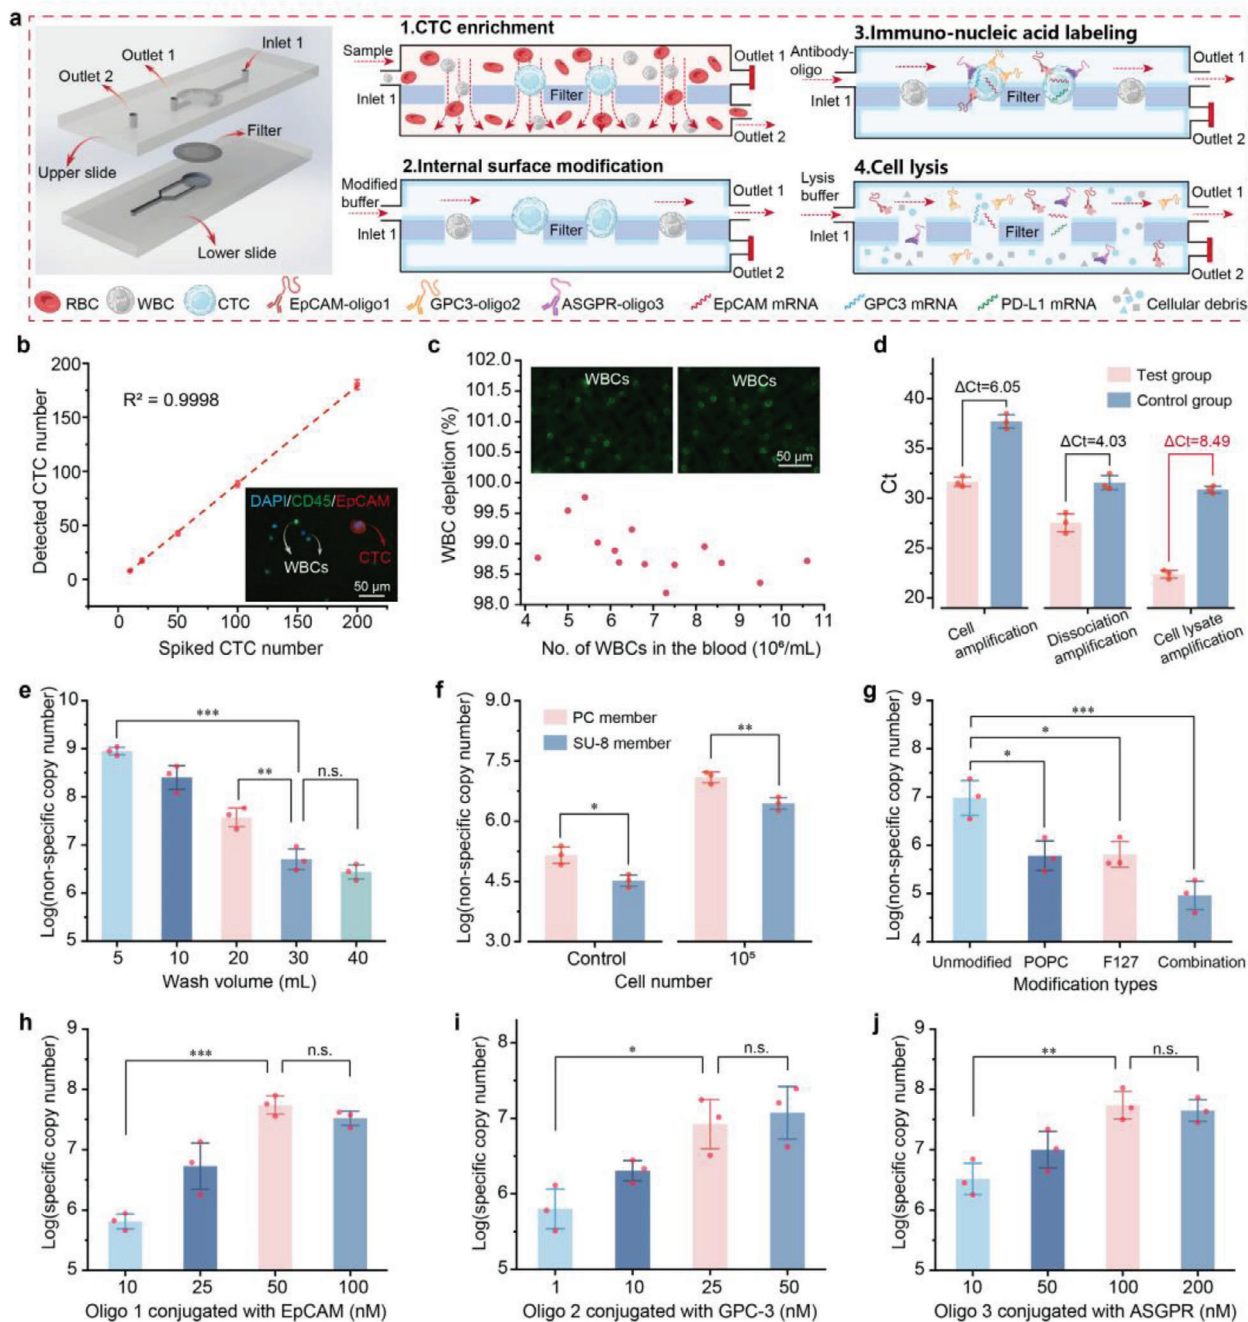 a
Inlet 1
Outlet 1
Outlet 2
Filter
Upper slide
Lower slide
1.CTC enrichment
Sample
Inlet 1
Filter
Outlet 1
Outlet 2
2.Internal surface modification
Modified
buffer
Inlet 1
Filter
Outlet 1
Outlet 2
3.Immuno-nucleic acid labeling
Antibody-
oligo
Inlet 1
Filter
Outlet 1
Outlet 2
4.Cell lysis
Lysis
buffer
Inlet 1
Filter
Outlet 1
Outlet 2
RBC WBC CTC EpCAM-oligo1 GPC3-oligo2 ASGPR-oligo3 EpCAM mRNA GPC3 mRNA PD-L1 mRNA Cellular debris
b
Detected CTC number
200
150
100
50
0
R² = 0.9998
DAPI/CD45/EpCAM
WBCs
CTC
50 µm
0 50 100 150 200
Spiked CTC number
c
WBC depletion (%)
102.0
101.5
101.0
100.5
100.0
99.5
99.0
98.5
98.0
WBCs
WBCs
50 µm
50 µm
4 5 6 7 8 9 10 11
No. of WBCs in the blood (10⁶/mL)
d
Ct
37
31
25
22
Test group
Control group
ΔCt=6.05
ΔCt=4.03
ΔCt=8.49
Cell
amplification
Dissociation
amplification
Cell lysate
amplification
e
Log(non-specific copy number)
10
9
8
7
6
5
***
**
n.s.
5 10 20 30 40
Wash volume (mL)
f
Log(non-specific copy number)
9.0
7.5
6.0
4.5
3.0
PC member
SU-8 member
*
**
Control 10⁵
Cell number
g
Log(non-specific copy number)
9
8
7
6
5
4
***
*
*
Unmodified POPC F127 Combination
Modification types
h
Log(specific copy number)
9
8
7
6
5
***
n.s.
10 25 50 100
Oligo 1 conjugated with EpCAM (nM)
i
Log(specific copy number)
8
7
6
5
*
n.s.
1 10 25 50
Oligo 2 conjugated with GPC-3 (nM)
j
Log(specific copy number)
9
8
7
6
5
**
n.s.
10 50 100 200
Oligo 3 conjugated with ASGPR (nM)